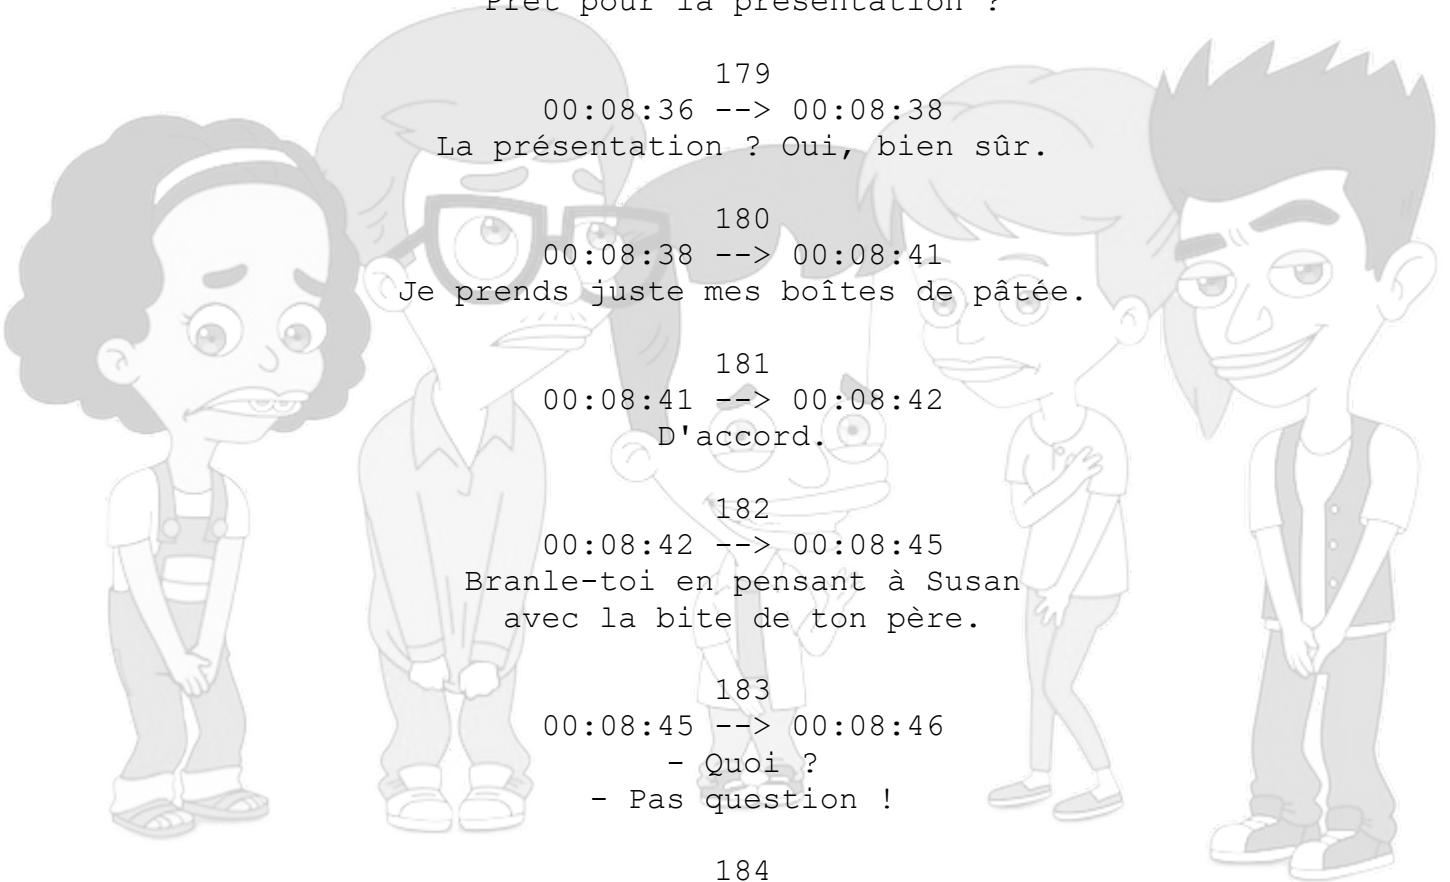 Prêt pour la présentation ?
179
00:08:36 --> 00:08:38
La présentation ? Oui, bien sûr.
180
00:08:38 --> 00:08:41
Je prends juste mes boîtes de pâtée.
181
00:08:41 --> 00:08:42
D'accord.
182
00:08:42 --> 00:08:45
Branle-toi en pensant à Susan
avec la bite de ton père.
183
00:08:45 --> 00:08:46
- Quoi ?
- Pas question !
184